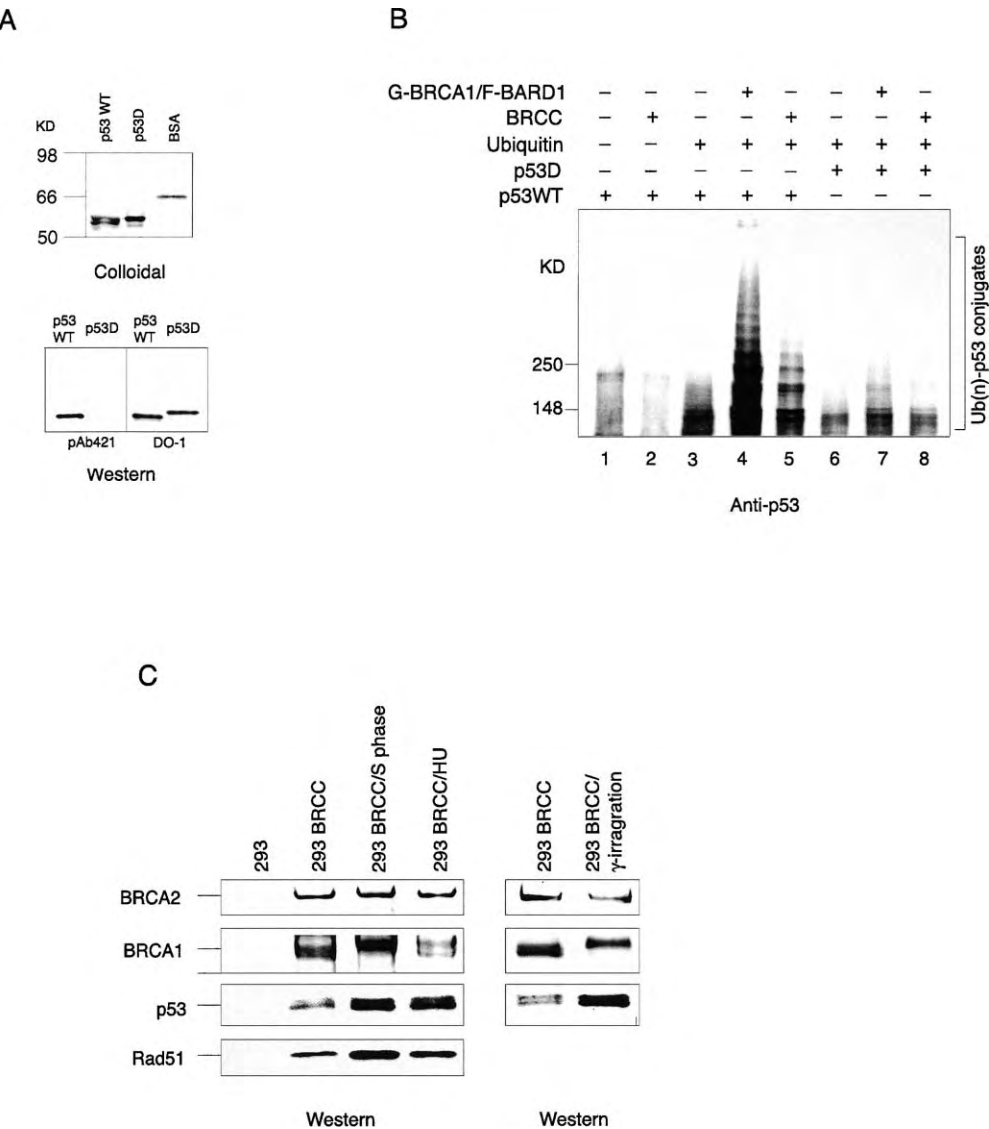 A
KD
p53 WT
p53D
BSA
98
66
50
Colloidal
p53 WT
p53D
p53 WT
p53D
pAb421
DO-1
Western
B
G-BRCA1/F-BARD1 – – – + – – + –
BRCC – + – – + – – +
Ubiquitin – – + + + + + +
p53D – – – – – + + +
p53WT + + + + + – – –
KD
250
148
Ub(n)-p53 conjugates
1 2 3 4 5 6 7 8
Anti-p53
C
293
293 BRCC
293 BRCC/S phase
293 BRCC/HU
293 BRCC
293 BRCC/
γ-irragration
BRCA2
BRCA1
p53
Rad51
Western
Western